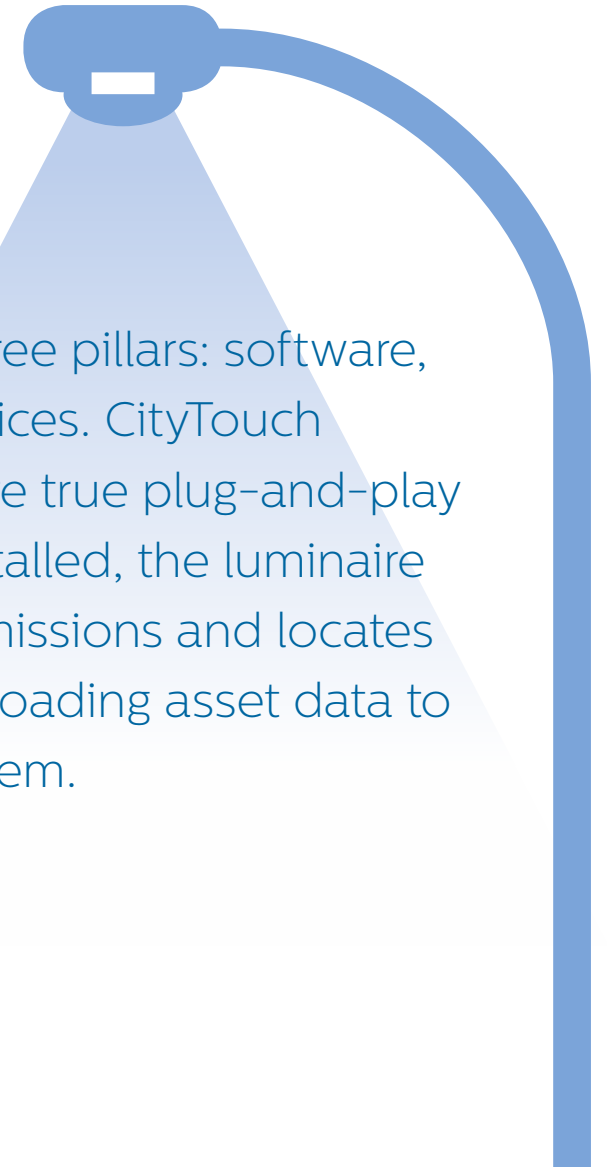 ree pillars: software,
ices. CityTouch
e true plug-and-play
talled, the luminaire
nissions and locates
oading asset data to
em.